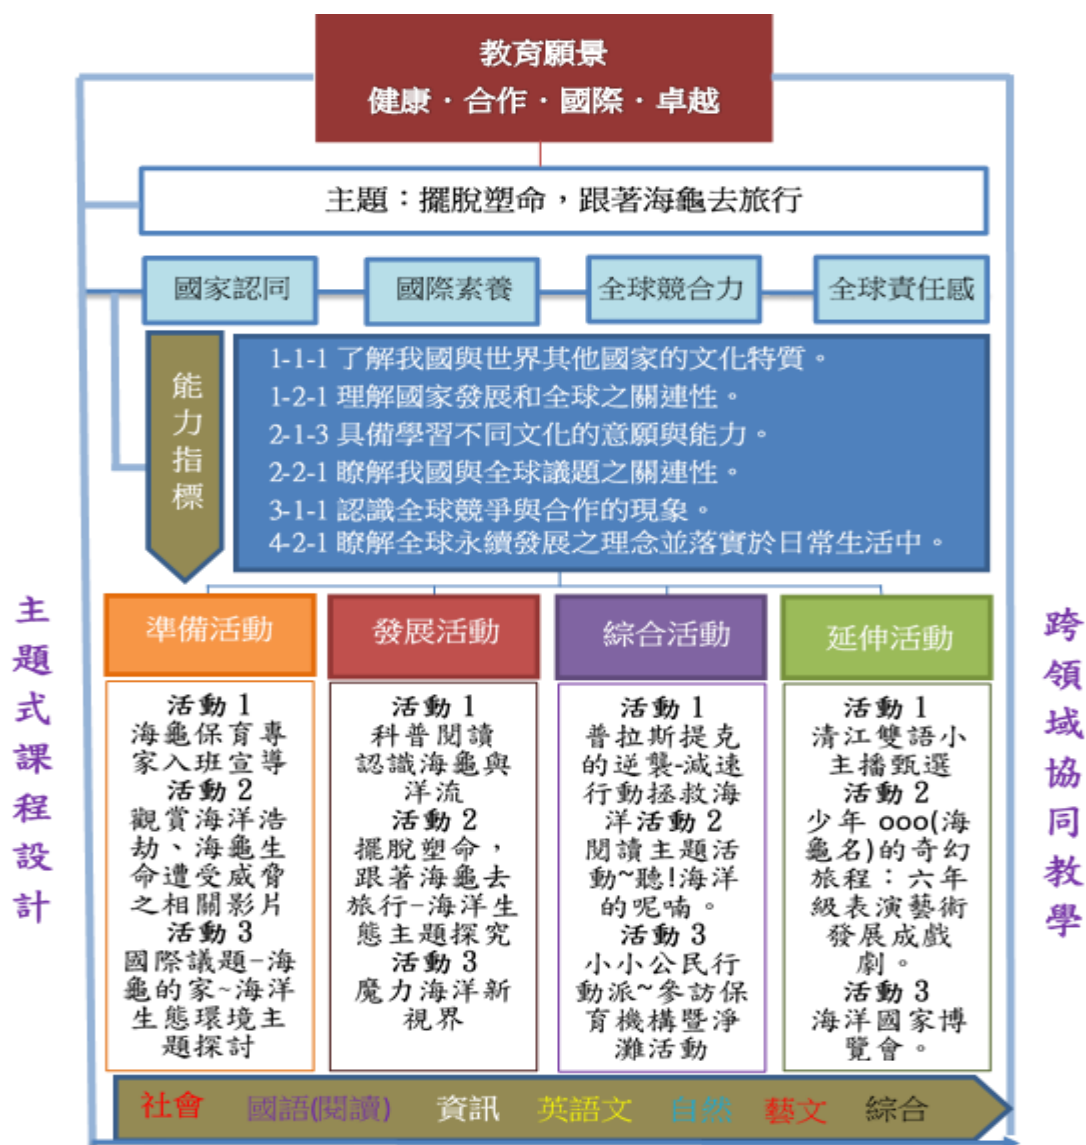 教育願景
健康‧合作‧國際‧卓越
主題：擺脫塑命，跟著海龜去旅行
國家認同
國際素養
全球競合力
全球責任感
能力指標
1-1-1 了解我國與世界其他國家的文化特質。
1-2-1 理解國家發展和全球之關連性。
2-1-3 具備學習不同文化的意願與能力。
2-2-1 瞭解我國與全球議題之關連性。
3-1-1 認識全球競爭與合作的現象。
4-2-1 瞭解全球永續發展之理念並落實於日常生活中。
主題式課程設計
準備活動
活動 1
海龜保育專
家入班宣導
活動 2
觀賞海洋浩
劫、海龜生
命遭受威脅
之相關影片
活動 3
國際議題-海
龜的家~海洋
生態環境主
題探討
發展活動
活動 1
科普閱讀
認識海龜與
洋流
活動 2
擺脫塑命，
跟著海龜去
旅行-海洋生
態主題探究
活動 3
魔力海洋新
視界
綜合活動
活動 1
普拉斯提克
的逆襲-減速
行動拯救海
洋活動 2
閱讀主題活
動~聽!海洋
的呢喃。
活動 3
小小公民行
動派~參訪保
育機構暨淨
灘活動
延伸活動
活動 1
清江雙語小
主播甄選
活動 2
少年 ooo(海
龜名)的奇幻
旅程：六年
級表演藝術
發展成戲
劇。
活動 3
海洋國家博
覽會。
跨領域協同教學
社會 國語(閱讀) 資訊 英語文 自然 藝文 綜合